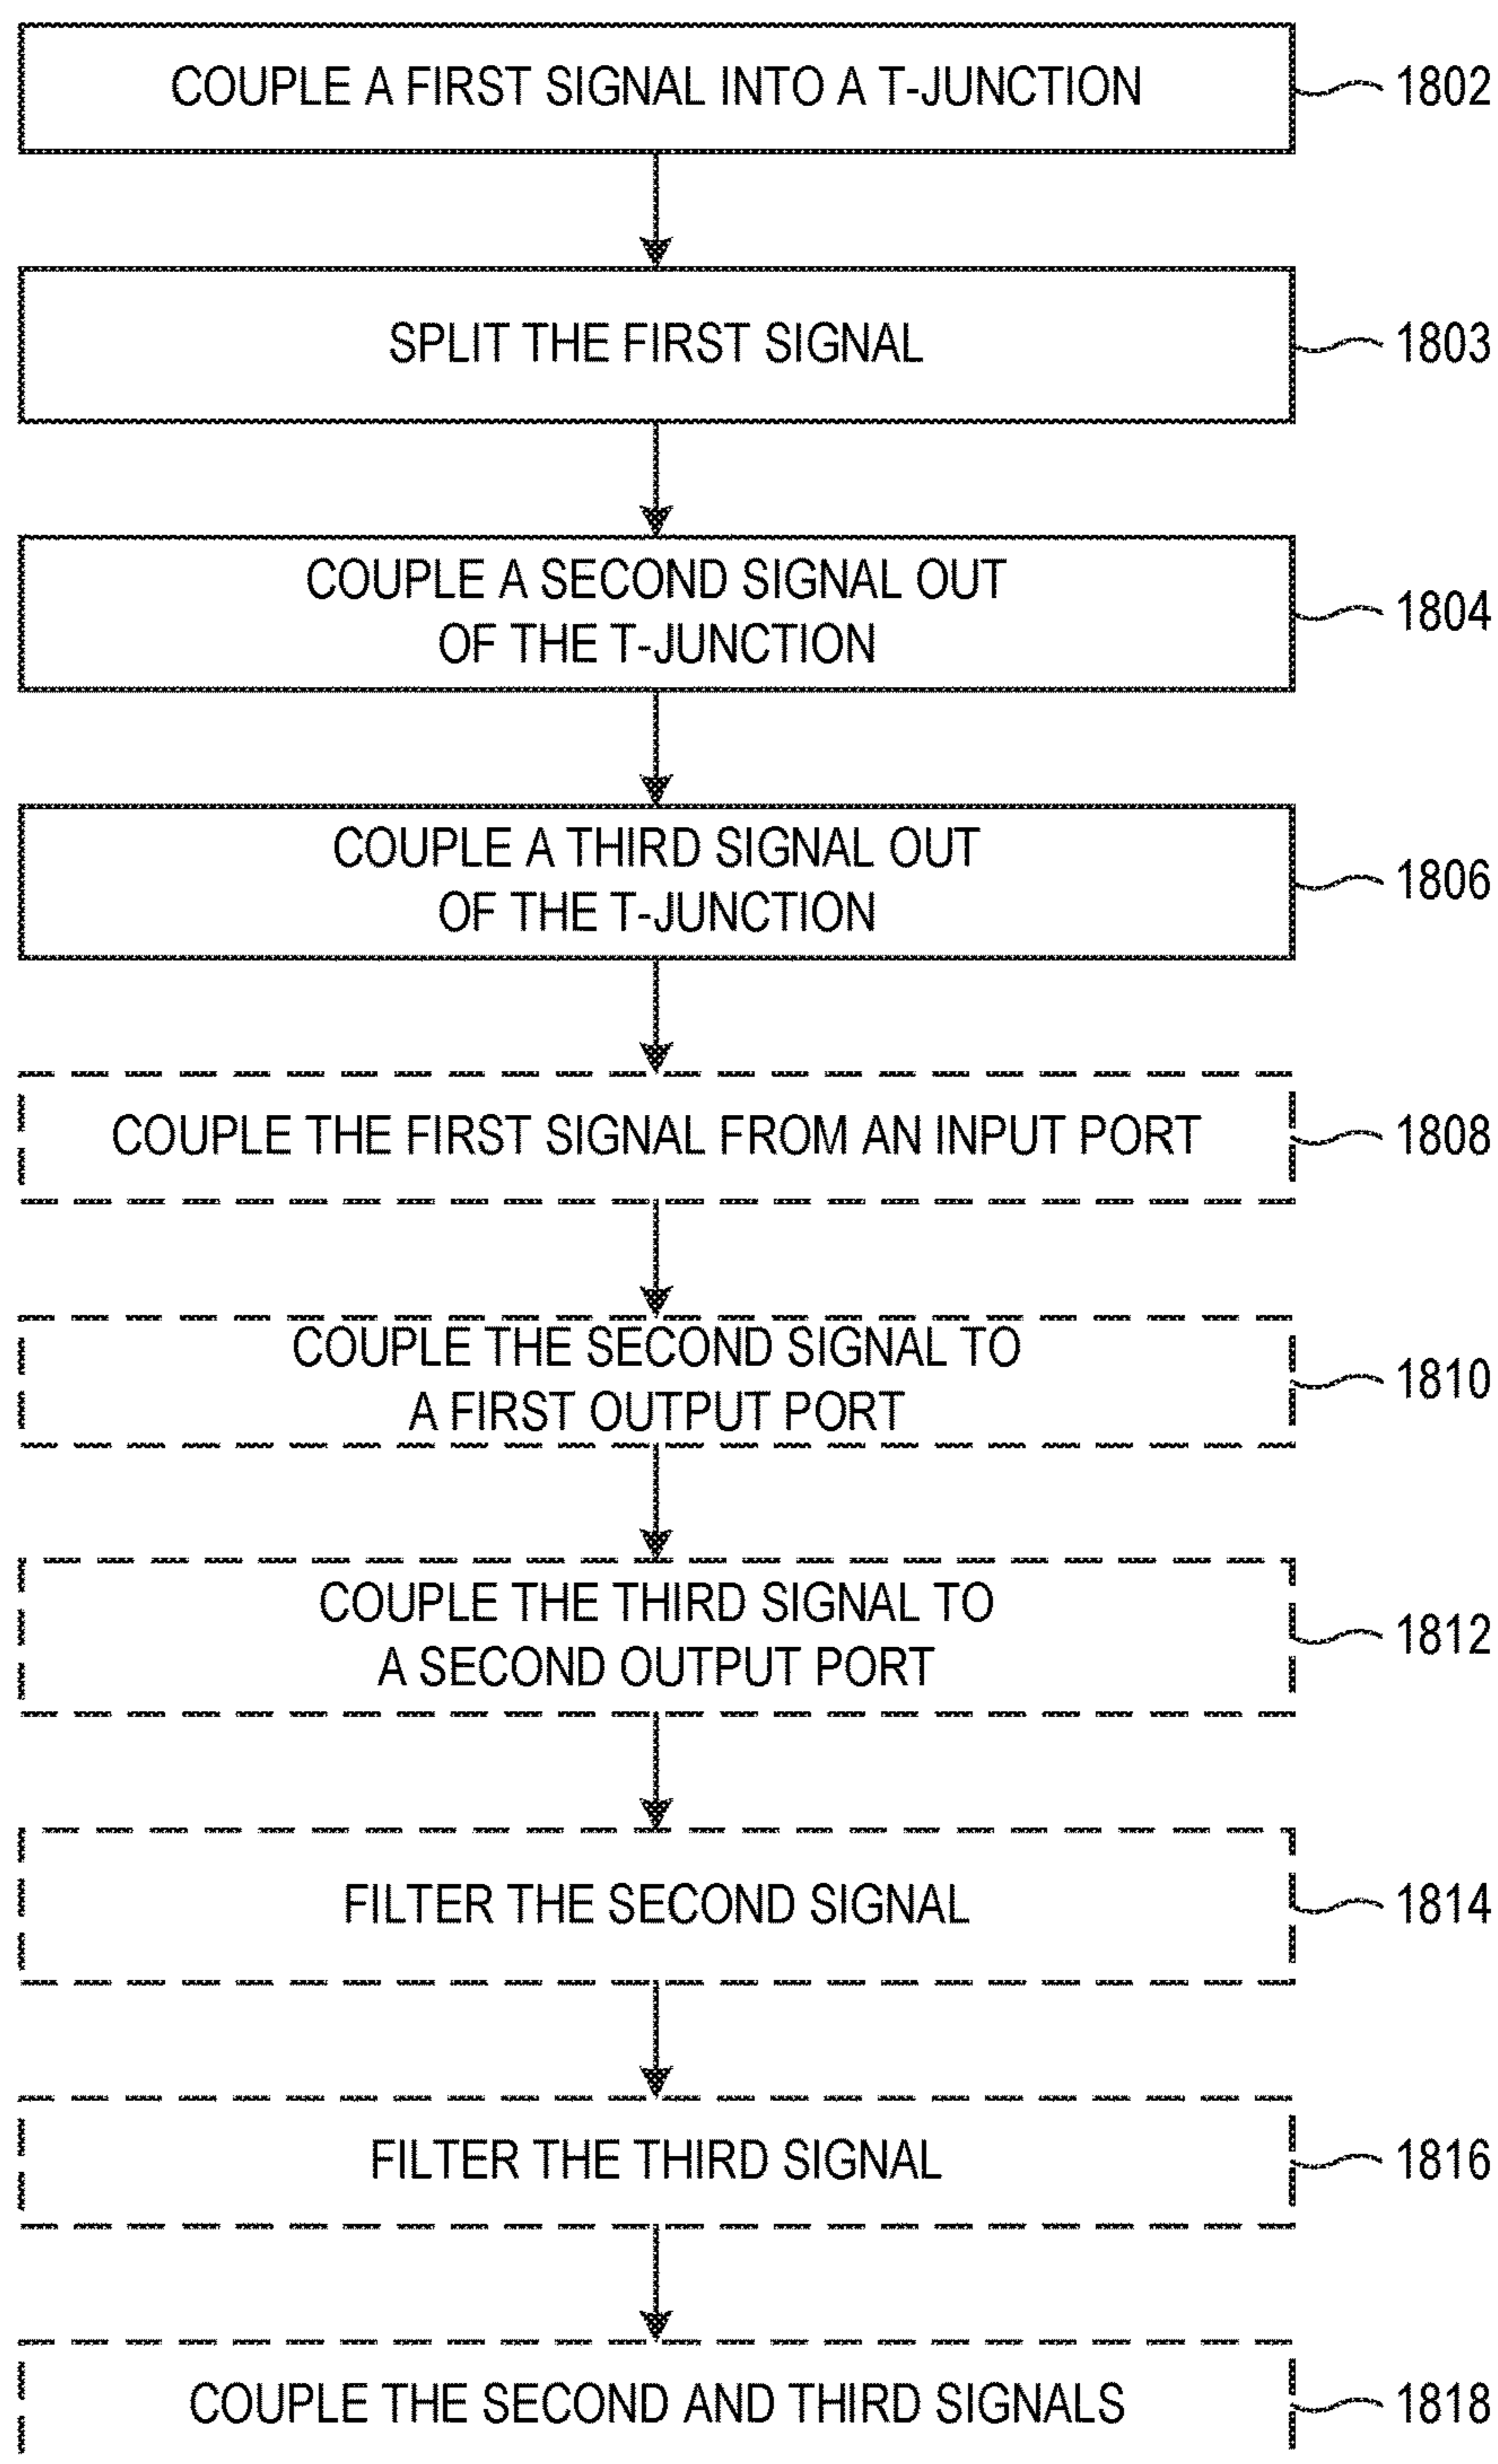 COUPLE A FIRST SIGNAL INTO A T-JUNCTION
1802
SPLIT THE FIRST SIGNAL
1803
COUPLE A SECOND SIGNAL OUT
OF THE T-JUNCTION
1804
COUPLE A THIRD SIGNAL OUT
OF THE T-JUNCTION
1806
COUPLE THE FIRST SIGNAL FROM AN INPUT PORT
1808
COUPLE THE SECOND SIGNAL TO
A FIRST OUTPUT PORT
1810
COUPLE THE THIRD SIGNAL TO
A SECOND OUTPUT PORT
1812
FILTER THE SECOND SIGNAL
1814
FILTER THE THIRD SIGNAL
1816
COUPLE THE SECOND AND THIRD SIGNALS
1818